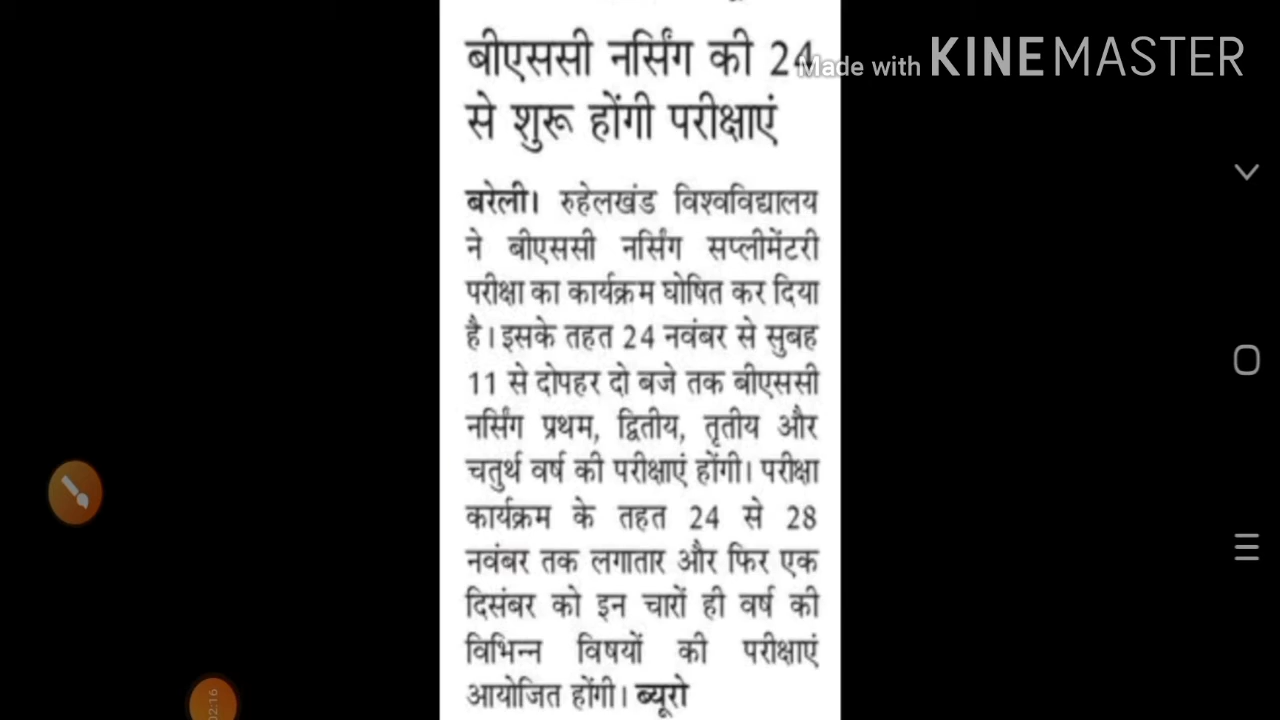 Made with KINEMASTER
बीएससी नर्सिंग की 24
से शुरू होंगी परीक्षाएं
बरेली। रुहेलखंड विश्वविद्यालय
ने बीएससी नर्सिंग सप्लीमेंटरी
परीक्षा का कार्यक्रम घोषित कर दिया
है। इसके तहत 24 नवंबर से सुबह
11 से दोपहर दो बजे तक बीएससी
नर्सिंग प्रथम, द्वितीय, तृतीय और
चतुर्थ वर्ष की परीक्षाएं होंगी। परीक्षा
कार्यक्रम के तहत 24 से 28
नवंबर तक लगातार और फिर एक
दिसंबर को इन चारों ही वर्ष की
विभिन्न विषयों की परीक्षाएं
आयोजित होंगी। ब्यूरो
02:16